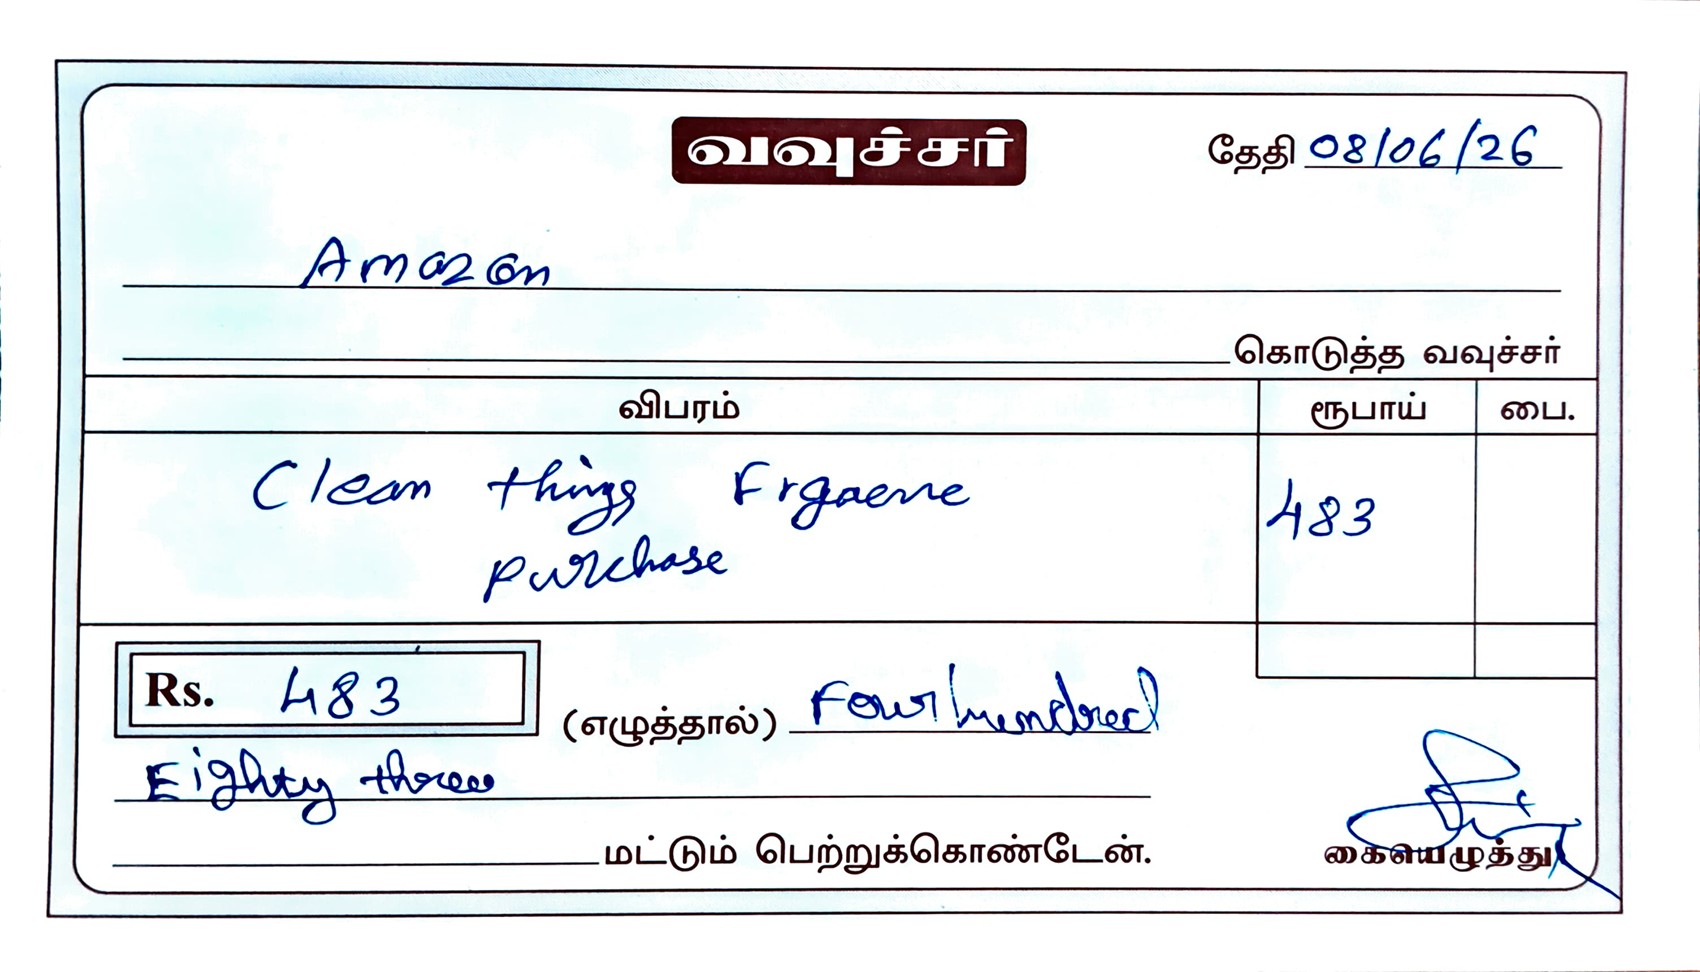 வவுச்சர்
தேதி 08/06/26
Amazon
கொடுத்த வவுச்சர்
விபரம் ரூபாய் பை.
Clean things 483
purchase
Rs. 483 (எழுத்தால்) Four hundred
Eighty three
மட்டும் பெற்றுக்கொண்டேன். கையெழுத்து